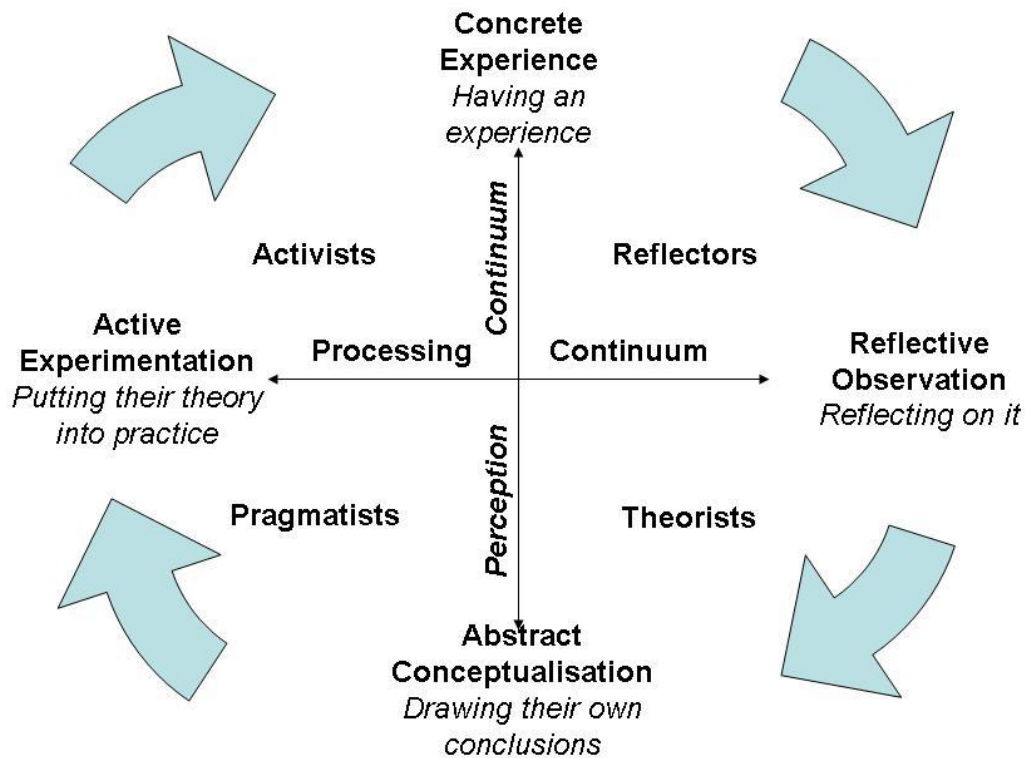 Concrete
Experience
Having an
experience
Continuum
Activists
Reflectors
Active
Experimentation
Putting their theory
into practice
Processing
Continuum
Reflective
Observation
Reflecting on it
Perception
Pragmatists
Theorists
Abstract
Conceptualisation
Drawing their own
conclusions